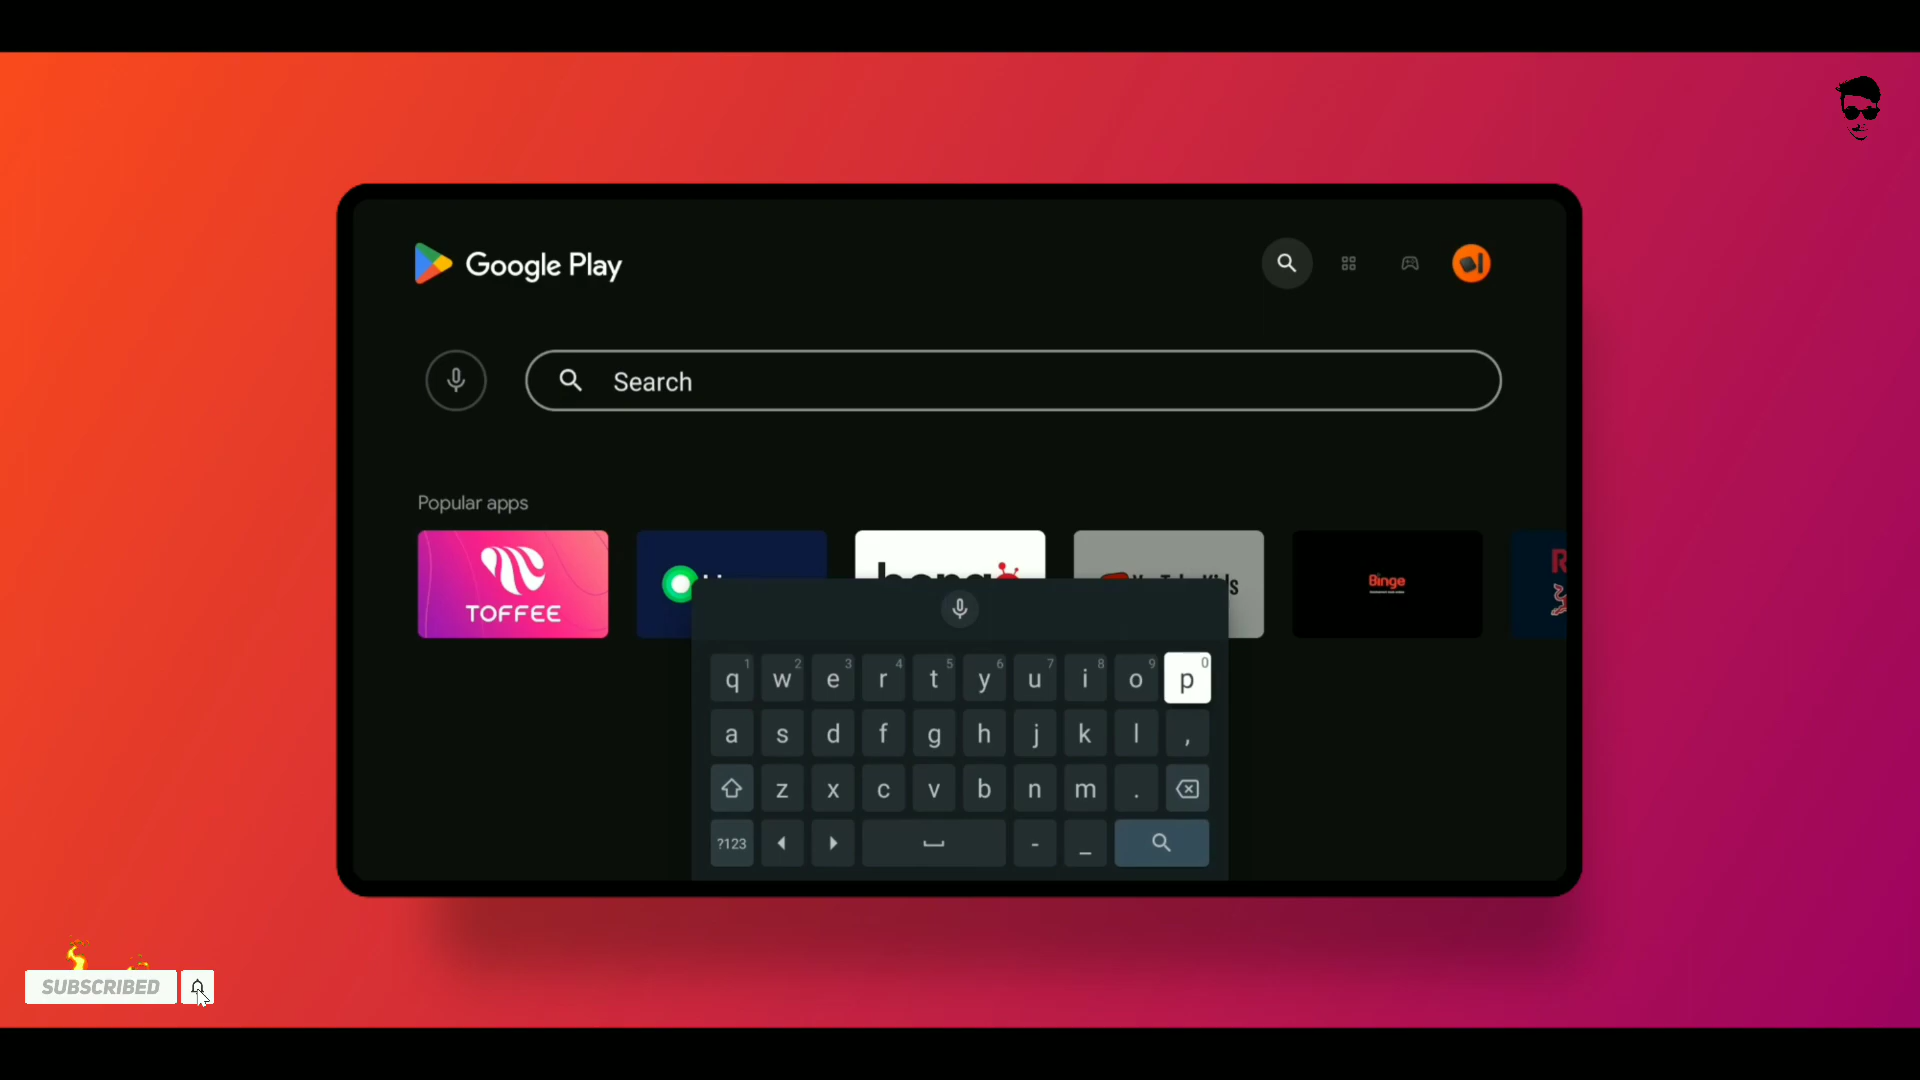 Google Play
Search
Popular apps
TOFFEE
Binge
q 1 w 2 e 3 r 4 t 5 y 6 u 7 i 8 o 9 p 0
a s d f g h j k l ,
z x c v b n m .
?123 - _
SUBSCRIBED